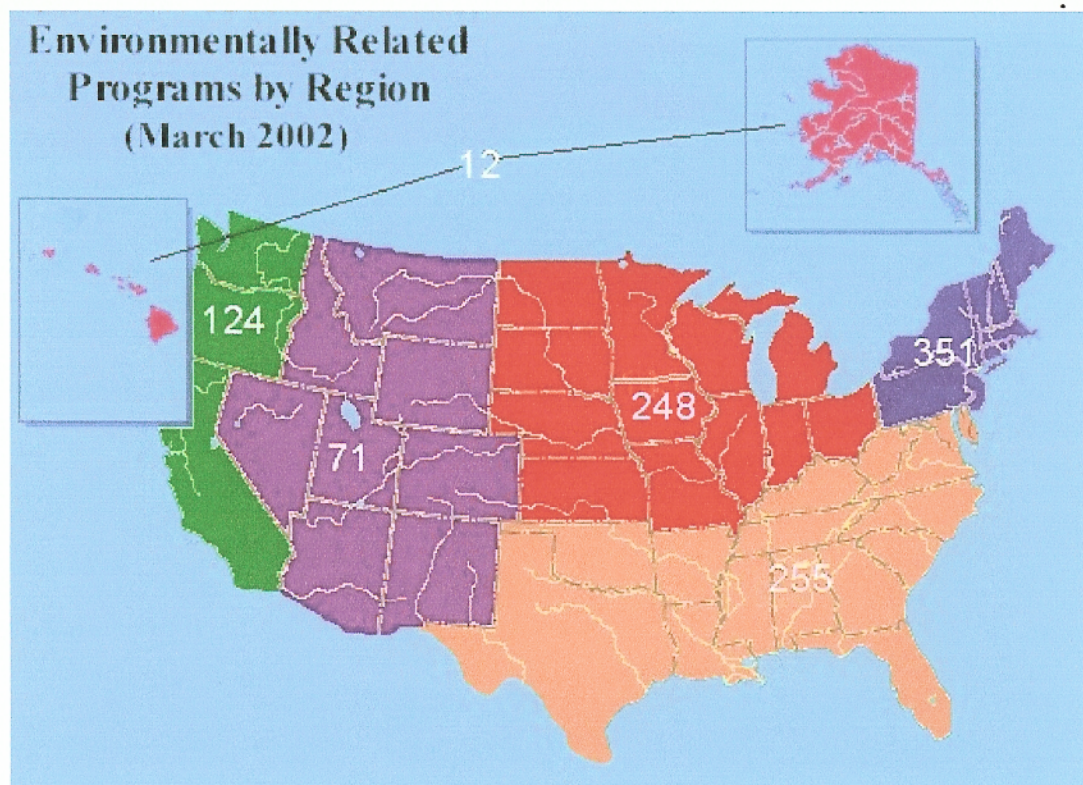 Environmentally Related
Programs by Region
(March 2002)
12
124
351
248
71
255